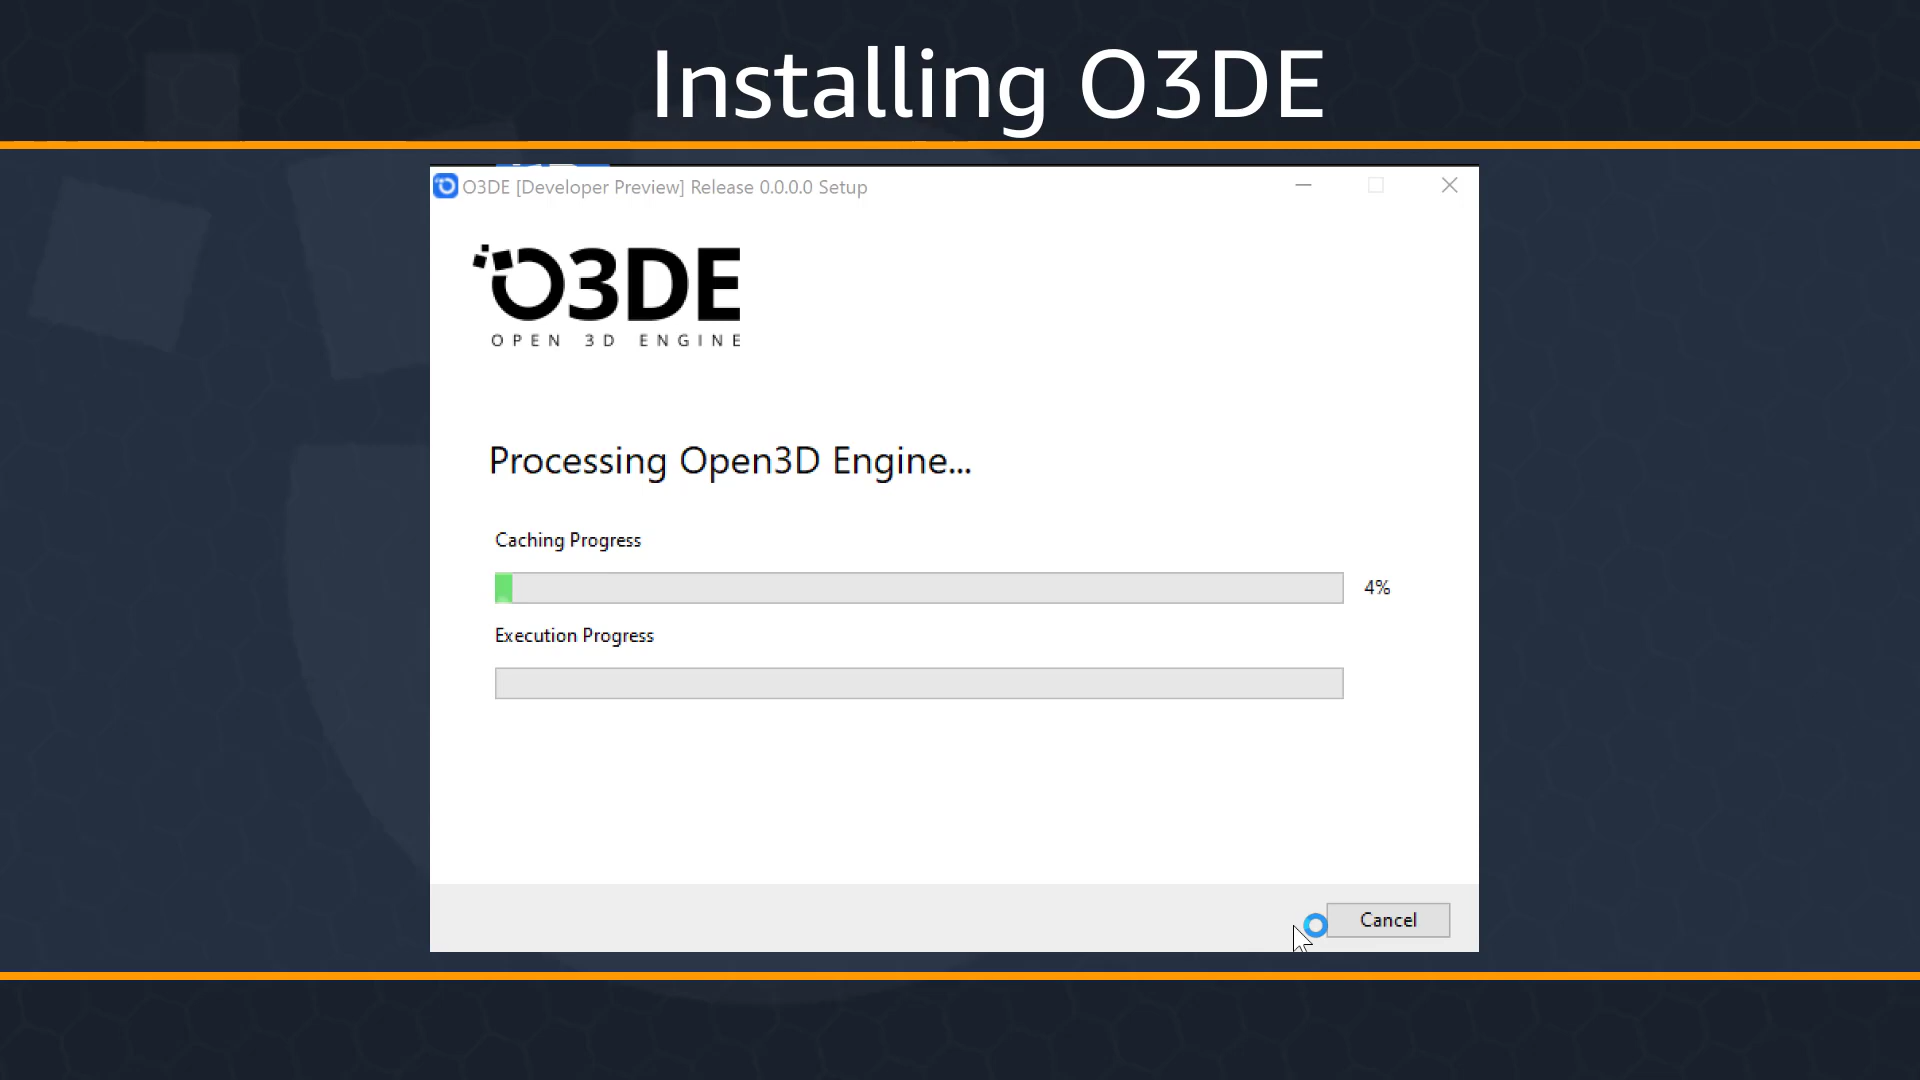 Installing O3DE
O3DE [Developer Preview] Release 0.0.0.0 Setup
O3DE
OPEN 3D ENGINE
Processing Open3D Engine...
Caching Progress
4%
Execution Progress
Cancel